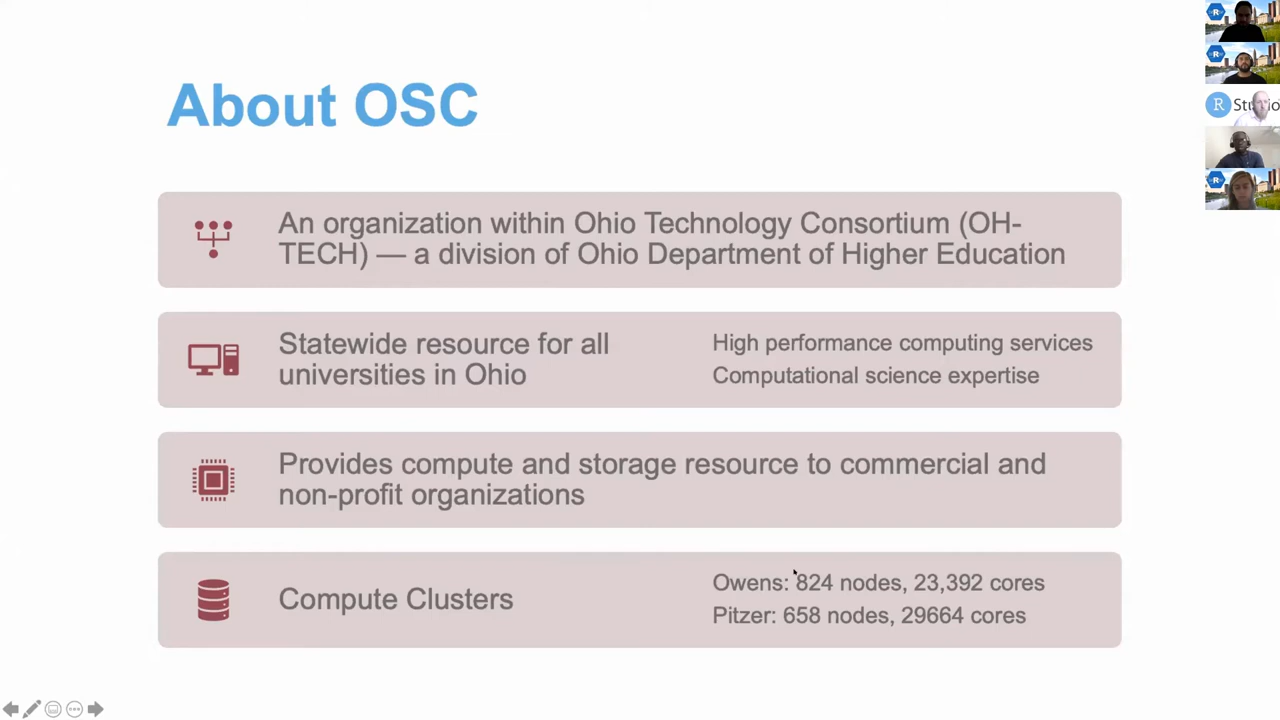 About OSC
An organization within Ohio Technology Consortium (OH-
TECH) — a division of Ohio Department of Higher Education
Statewide resource for all
universities in Ohio
High performance computing services
Computational science expertise
Provides compute and storage resource to commercial and
non-profit organizations
Compute Clusters
Owens: 824 nodes, 23,392 cores
Pitzer: 658 nodes, 29664 cores
R
R
R Studio
R